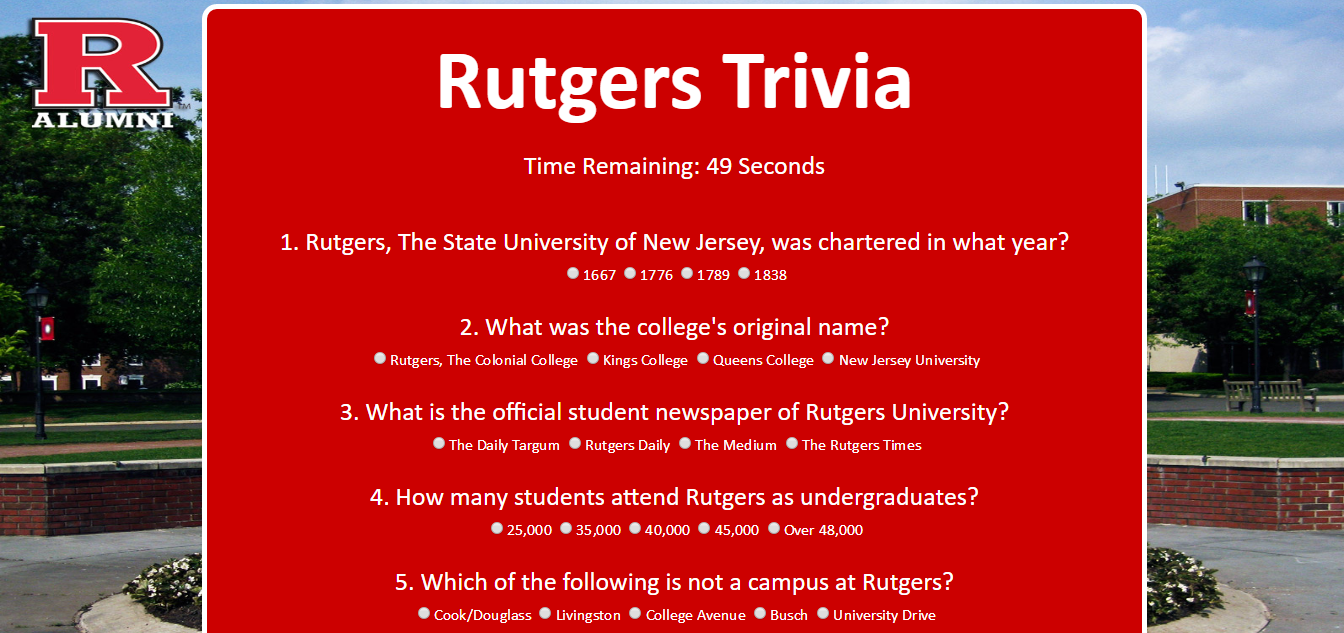 R
ALUMNI
TM
Rutgers Trivia
Time Remaining: 49 Seconds
1. Rutgers, The State University of New Jersey, was chartered in what year?
1667 1776 1789 1838
2. What was the college's original name?
Rutgers, The Colonial College Kings College Queens College New Jersey University
3. What is the official student newspaper of Rutgers University?
The Daily Targum Rutgers Daily The Medium The Rutgers Times
4. How many students attend Rutgers as undergraduates?
25,000 35,000 40,000 45,000 Over 48,000
5. Which of the following is not a campus at Rutgers?
Cook/Douglass Livingston College Avenue Busch University Drive